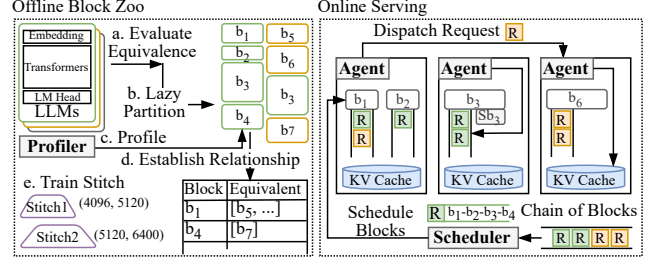 Offline Block Zoo
Embedding
Transformers
LM Head
LLMs
a. Evaluate
Equivalence
b. Lazy
Partition
Profiler
c. Profile
d. Establish Relationship
b1
b2
b3
b4
b5
b6
b3
b7
e. Train Stitch
Stitch1 (4096, 5120)
Stitch2 (5120, 6400)
Block Equivalent
b1 [b5, ...]
b4 [b7]
Online Serving
Dispatch Request R
Agent Agent Agent
b1 b2 b3 b6
Sb3
R R R R
R R R
KV Cache KV Cache KV Cache
Schedule
Blocks
R b1-b2-b3-b4
Chain of Blocks
Scheduler
R R R R